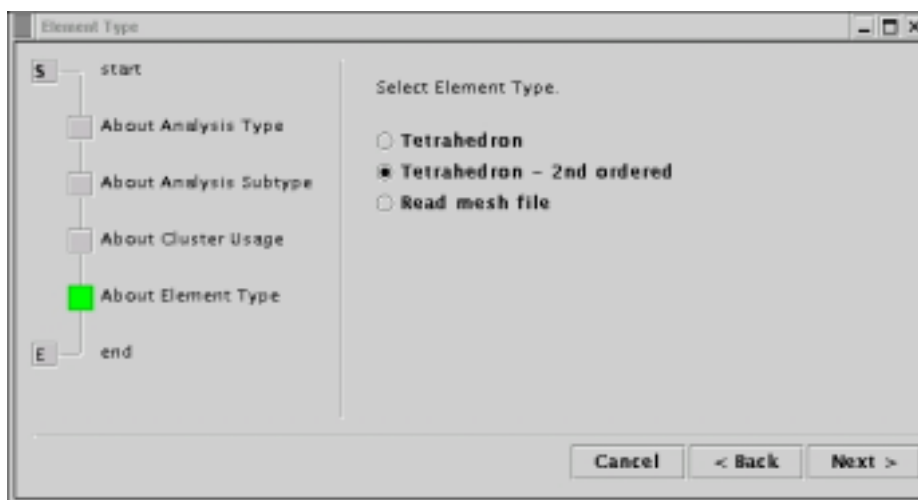 Element Type
S start
About Analysis Type
About Analysis Subtype
About Cluster Usage
About Element Type
E end
Select Element Type.
Tetrahedron
Tetrahedron - 2nd ordered
Read mesh file
Cancel
< Back
Next >